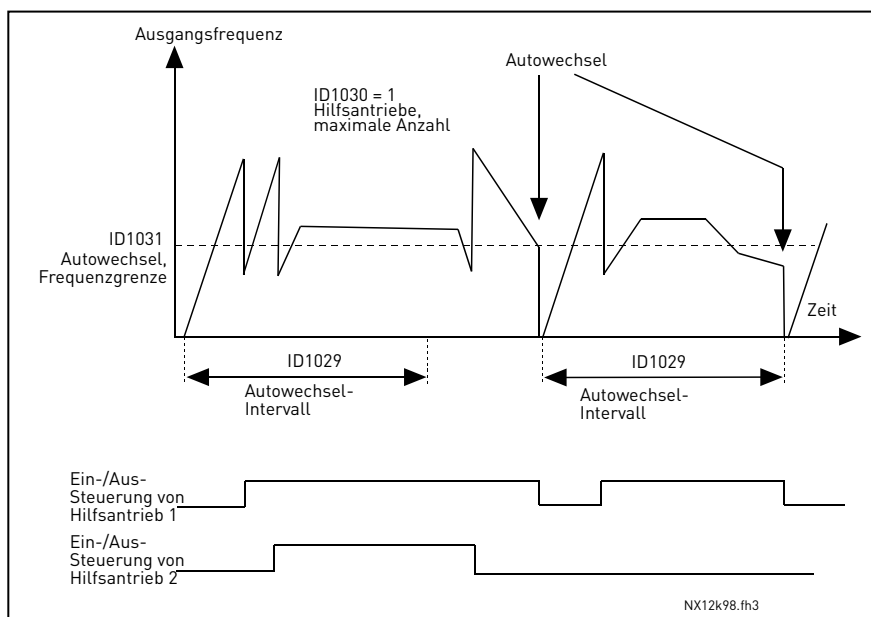 Ausgangsfrequenz
Autowechsel
ID1030 = 1
Hilfsantriebe,
maximale Anzahl
ID1031
Autowechsel,
Frequenzgrenze
Zeit
ID1029
Autowechsel-
Intervall
ID1029
Autowechsel-
Intervall
Ein-/Aus-
Steuerung von
Hilfsantrieb 1
Ein-/Aus-
Steuerung von
Hilfsantrieb 2
NX12k98.fh3